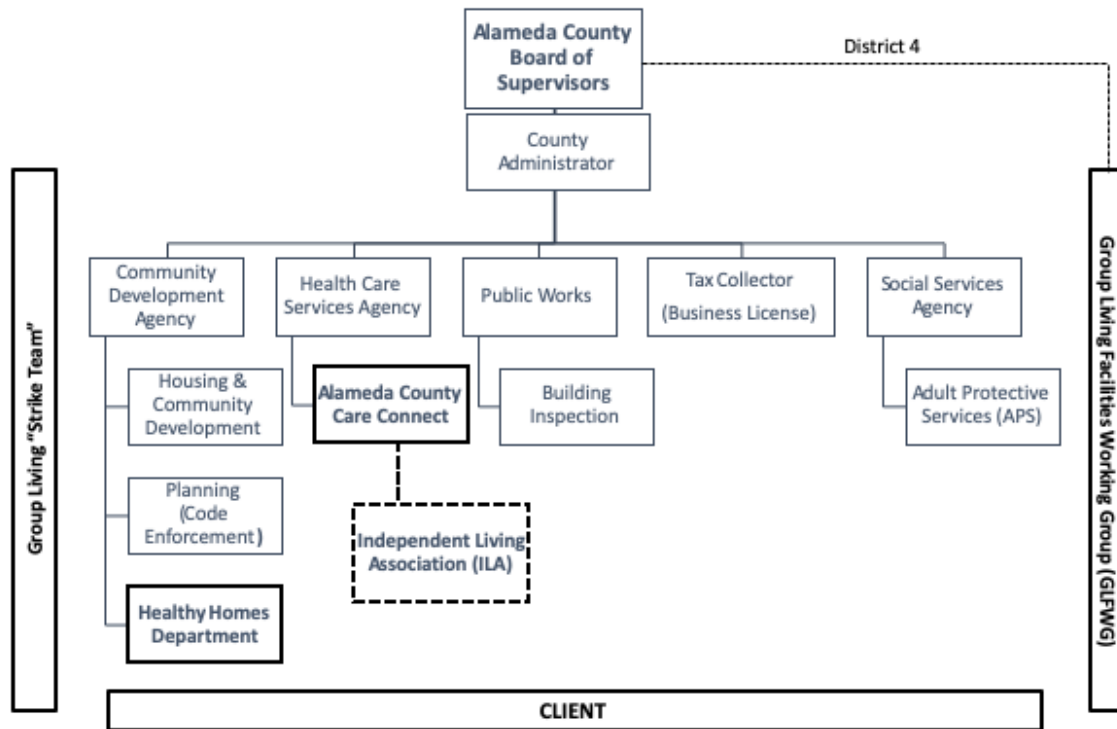 Alameda County
Board of
Supervisors
District 4
County
Administrator
Community
Development
Agency
Health Care
Services Agency
Public Works
Tax Collector
(Business License)
Social Services
Agency
Housing &
Community
Development
Alameda County
Care Connect
Building
Inspection
Adult Protective
Services (APS)
Planning
(Code
Enforcement)
Independent Living
Association (ILA)
Healthy Homes
Department
Group Living "Strike Team"
Group Living Facilities Working Group (GLFWG)
CLIENT